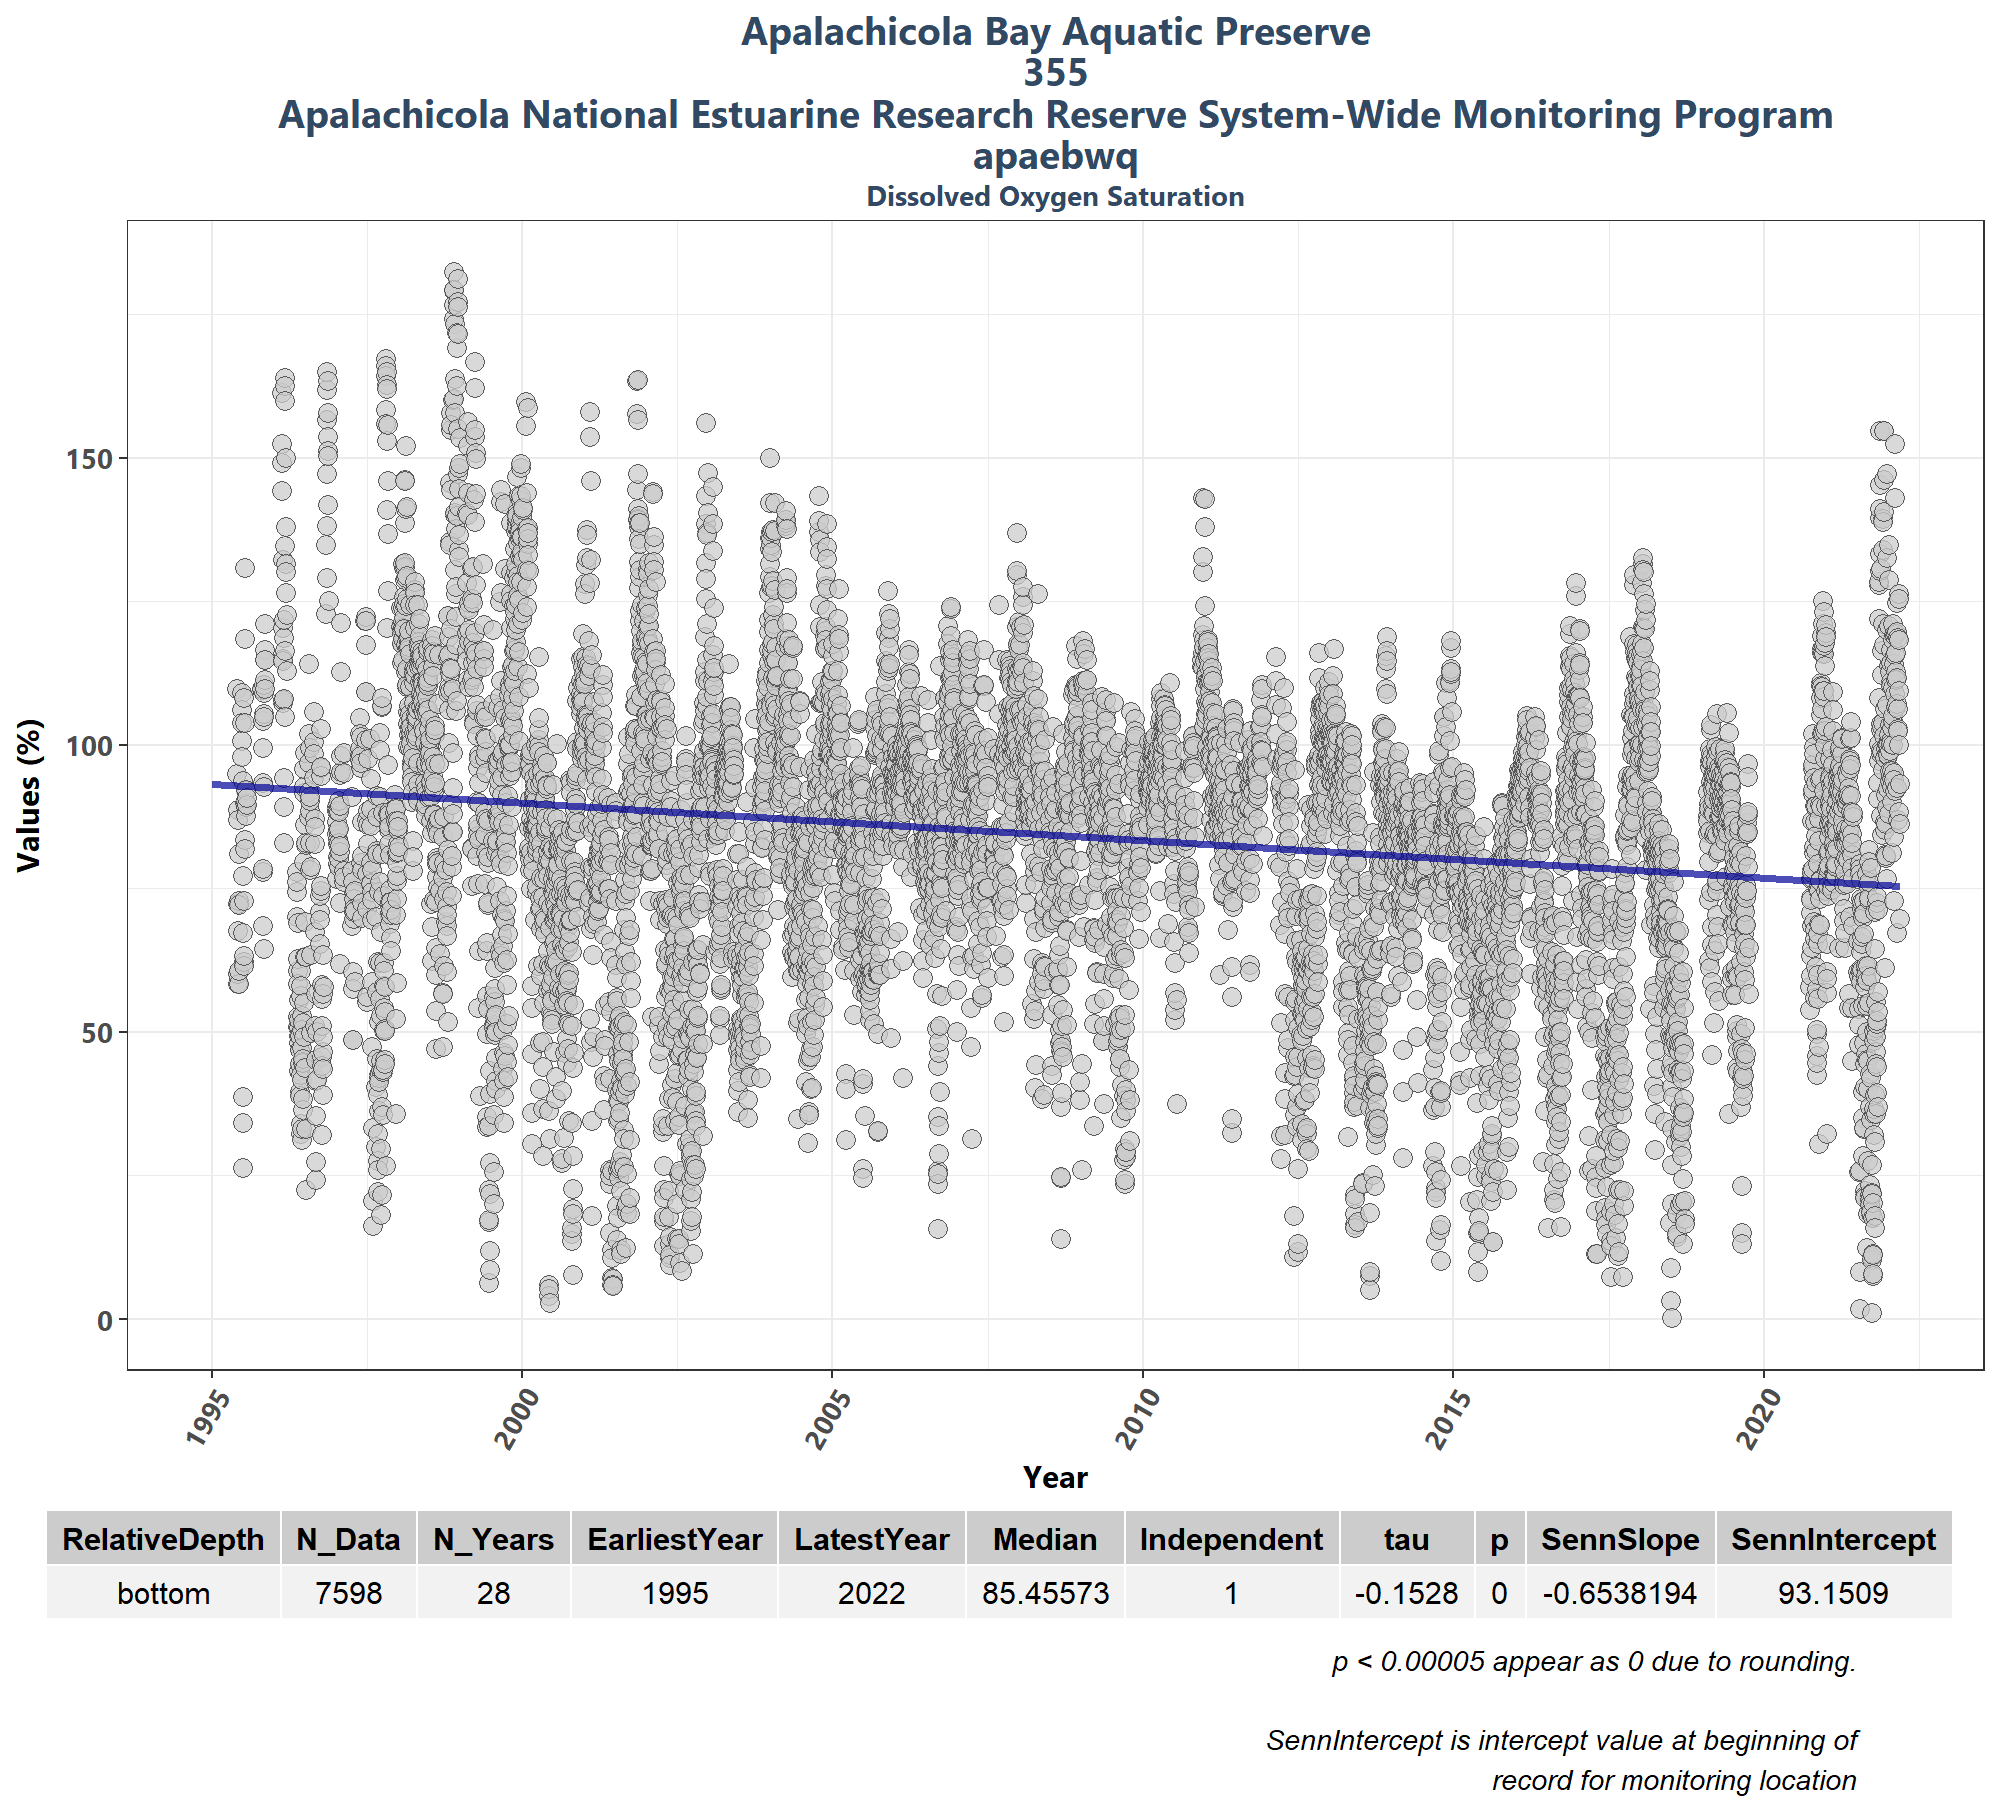 Apalachicola Bay Aquatic Preserve
355
Apalachicola National Estuarine Research Reserve System-Wide Monitoring Program
apaebwq
Dissolved Oxygen Saturation
Values (%)
150
100
50
0
1995 2000 2005 2010 2015 2020
Year
RelativeDepth N_Data N_Years EarliestYear LatestYear Median Independent tau p SennSlope SennIntercept
bottom 7598 28 1995 2022 85.45573 1 -0.1528 0 -0.6538194 93.1509
p < 0.00005 appear as 0 due to rounding.
SennIntercept is intercept value at beginning of
record for monitoring location